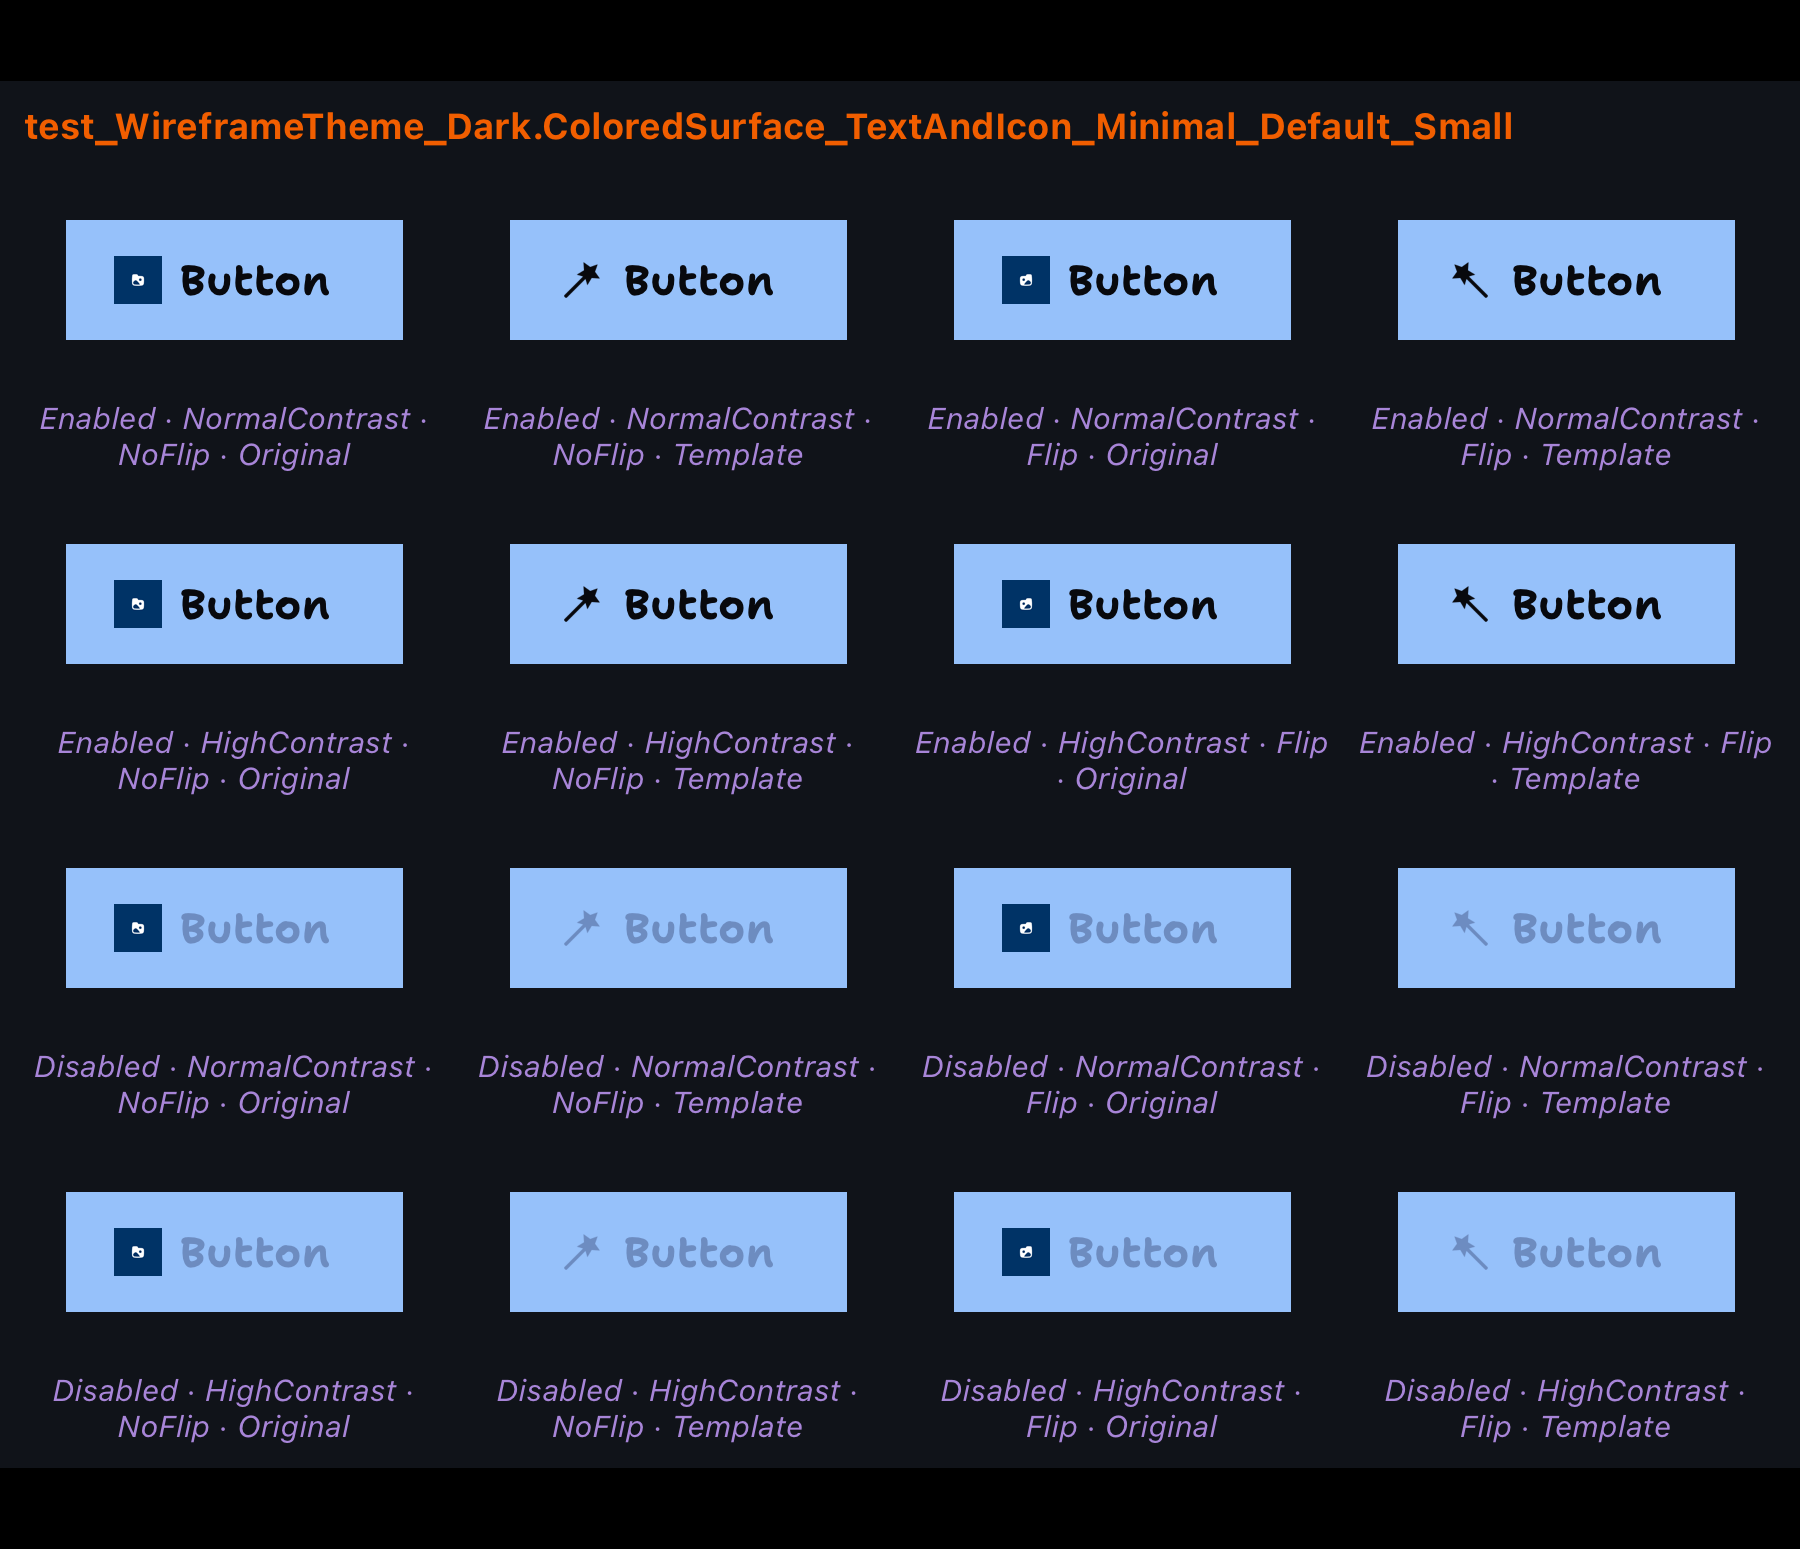 test_WireframeTheme_Dark.ColoredSurface_TextAndIcon_Minimal_Default_Small
Button Button Button Button
Enabled · NormalContrast ·
NoFlip · Original
Enabled · NormalContrast ·
NoFlip · Template
Enabled · NormalContrast ·
Flip · Original
Enabled · NormalContrast ·
Flip · Template
Button Button Button Button
Enabled · HighContrast ·
NoFlip · Original
Enabled · HighContrast ·
NoFlip · Template
Enabled · HighContrast · Flip
· Original
Enabled · HighContrast · Flip
· Template
Button Button Button Button
Disabled · NormalContrast ·
NoFlip · Original
Disabled · NormalContrast ·
NoFlip · Template
Disabled · NormalContrast ·
Flip · Original
Disabled · NormalContrast ·
Flip · Template
Button Button Button Button
Disabled · HighContrast ·
NoFlip · Original
Disabled · HighContrast ·
NoFlip · Template
Disabled · HighContrast ·
Flip · Original
Disabled · HighContrast ·
Flip · Template